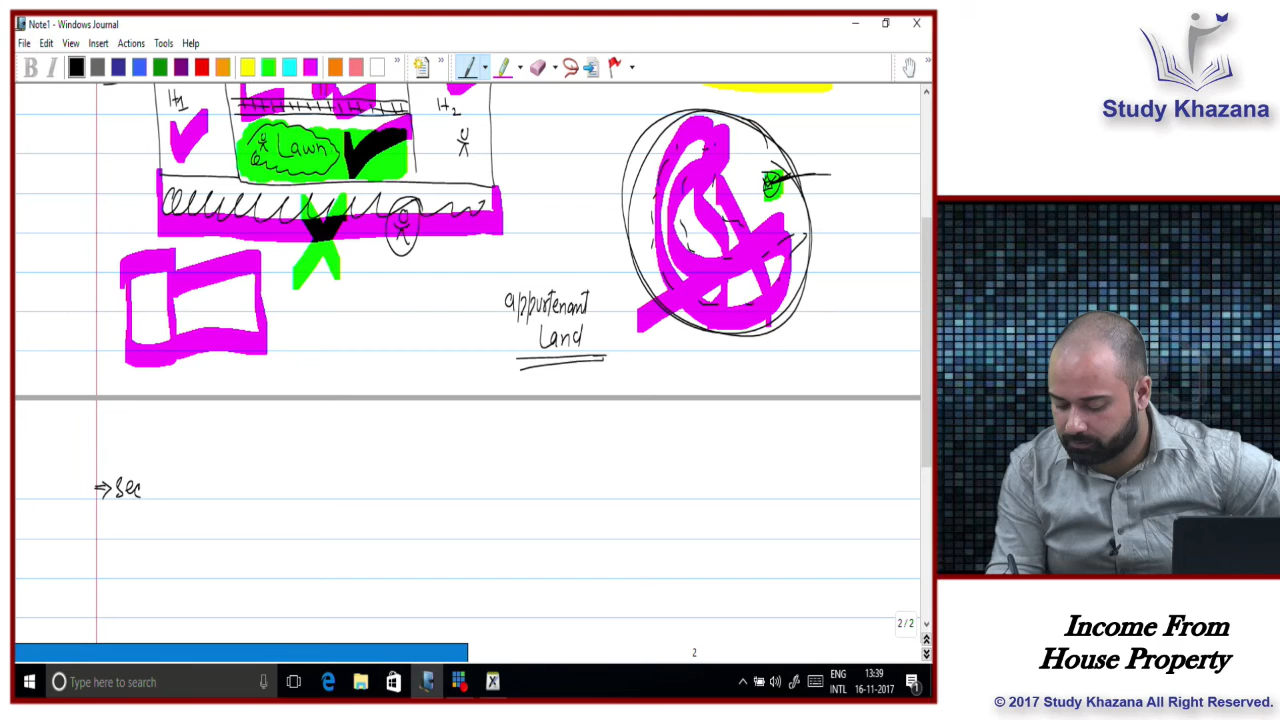 Note1 - Windows Journal
File Edit View Insert Actions Tools Help
B I
H1
H2
Lawn
appurtenant
Land
⇒ Sec
2/2
2
Type here to search
ENG
INTL
13:39
16-11-2017
1
Study Khazana
Income From
House Property
© 2017 Study Khazana All Right Reserved.